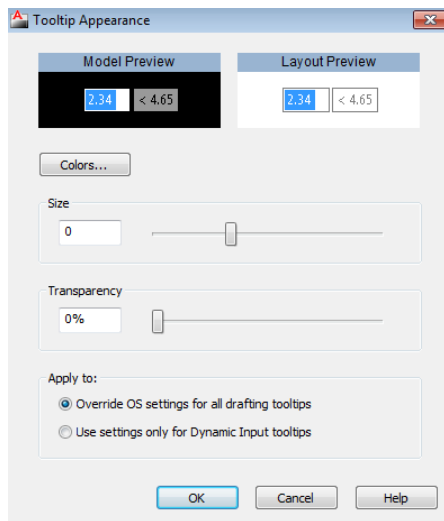 Tooltip Appearance
Model Preview
Layout Preview
2.34 < 4.65
2.34 < 4.65
Colors...
Size
0
Transparency
0%
Apply to:
Override OS settings for all drafting tooltips
Use settings only for Dynamic Input tooltips
OK Cancel Help